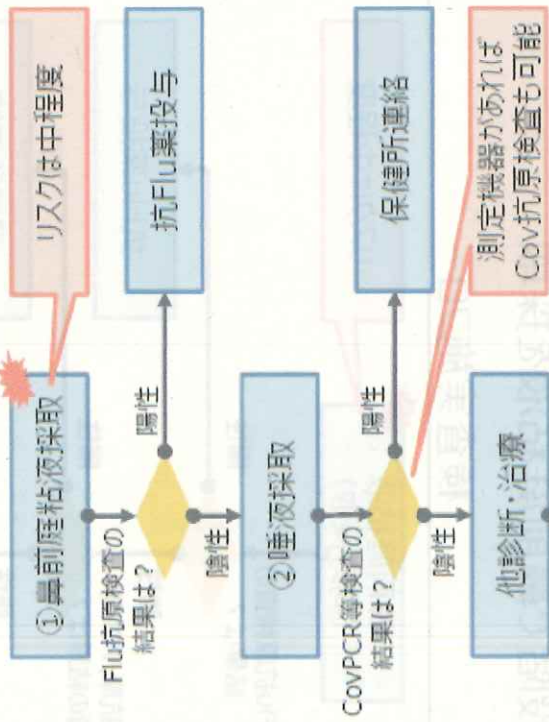 ①鼻前庭粘液採取
リスクは中程度
Flu抗原検査の
結果は？
陽性
抗Flu薬投与
陰性
②唾液採取
CovPCR等検査の
結果は？
陽性
保健所連絡
陰性
測定機器があれば
Cov抗原検査も可能
他診断・治療